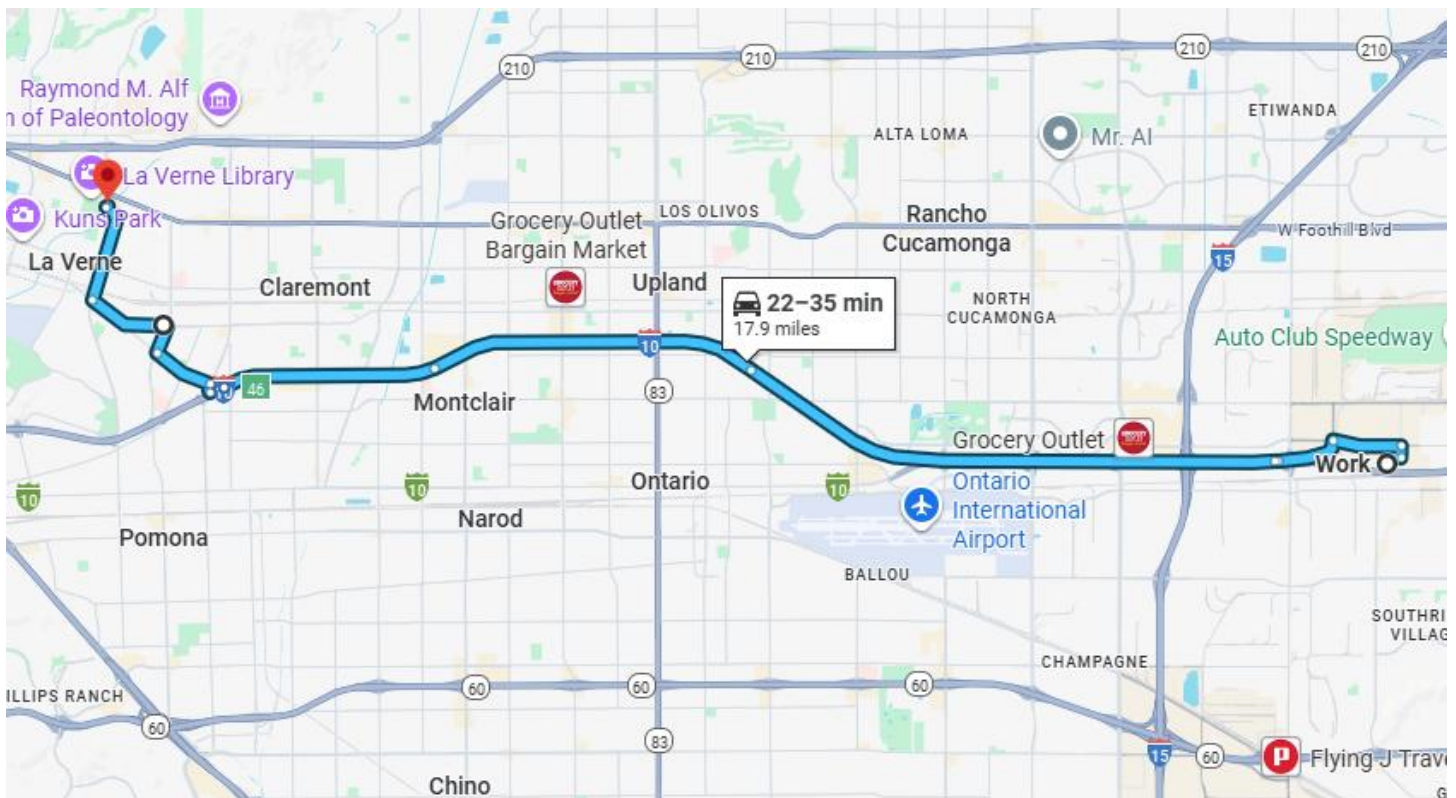 210
210
210
210
Raymond M. Alf
n of Paleontology
ETIWANDA
ALTA LOMA
Mr. AI
La Verne Library
Kuns Park
Grocery Outlet
Bargain Market
LOS OLIVOS
Rancho
Cucamonga
W Foothill Blvd
15
La Verne
Claremont
Upland
22–35 min
17.9 miles
NORTH
CUCAMONGA
Auto Club Speedway
10
46
83
Montclair
Grocery Outlet
Work
Ontario
10
10
10
Ontario
International
Airport
Narod
Pomona
BALLOU
SOUTHRI
VILLAG
CHAMPAGNE
ILLIPS RANCH
60
60
60
60
83
15
60
Flying J Trave
Chino